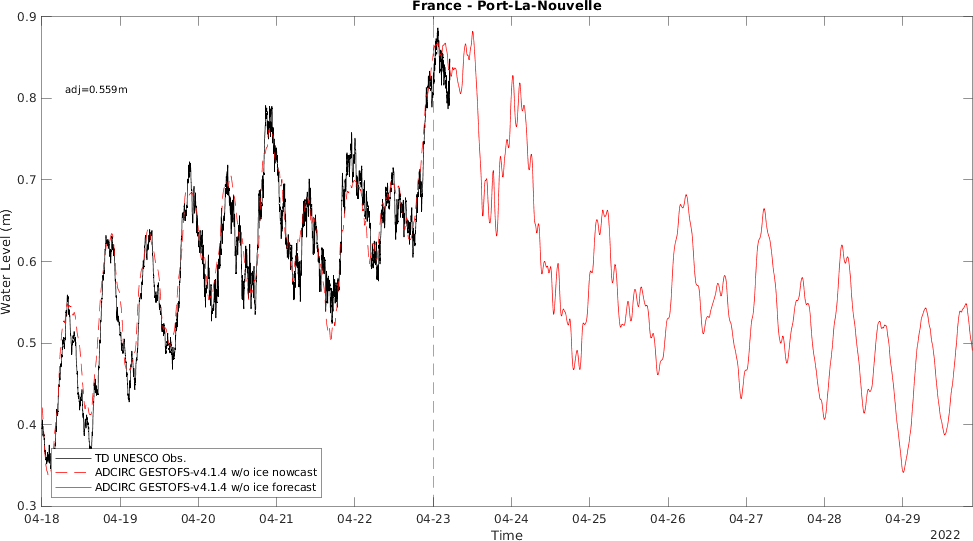 France - Port-La-Nouvelle
0.9
0.8
0.7
0.6
0.5
0.4
0.3
Water Level (m)
adj=0.559m
TD UNESCO Obs.
ADCIRC GESTOFS-v4.1.4 w/o ice nowcast
ADCIRC GESTOFS-v4.1.4 w/o ice forecast
04-18 04-19 04-20 04-21 04-22 04-23 04-24 04-25 04-26 04-27 04-28 04-29
Time
2022